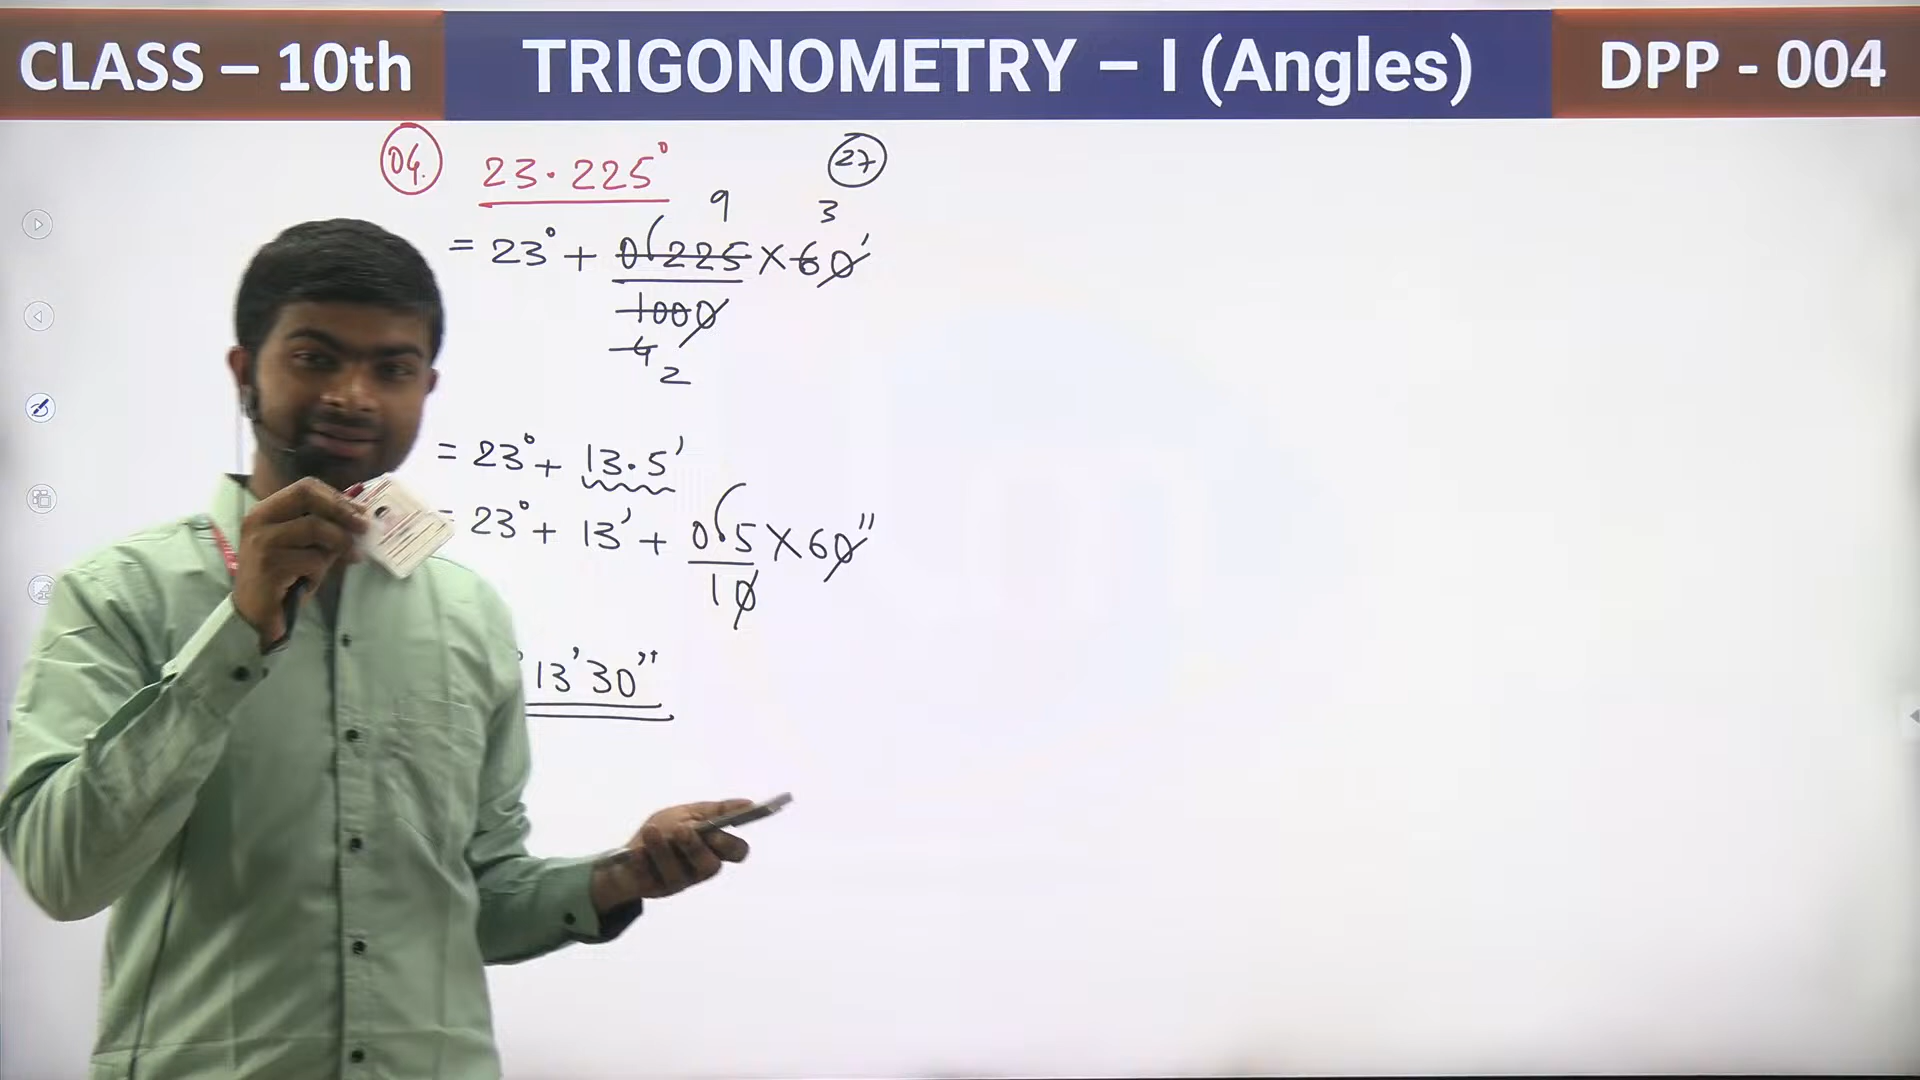 CLASS – 10th TRIGONOMETRY – I (Angles) DPP - 004
04. 23.225° 27
9 3
= 23° + 0.225 × 60'
1000
4 2
= 23° + 13.5'
= 23° + 13' + 0.5 × 60''
10
13' 30''